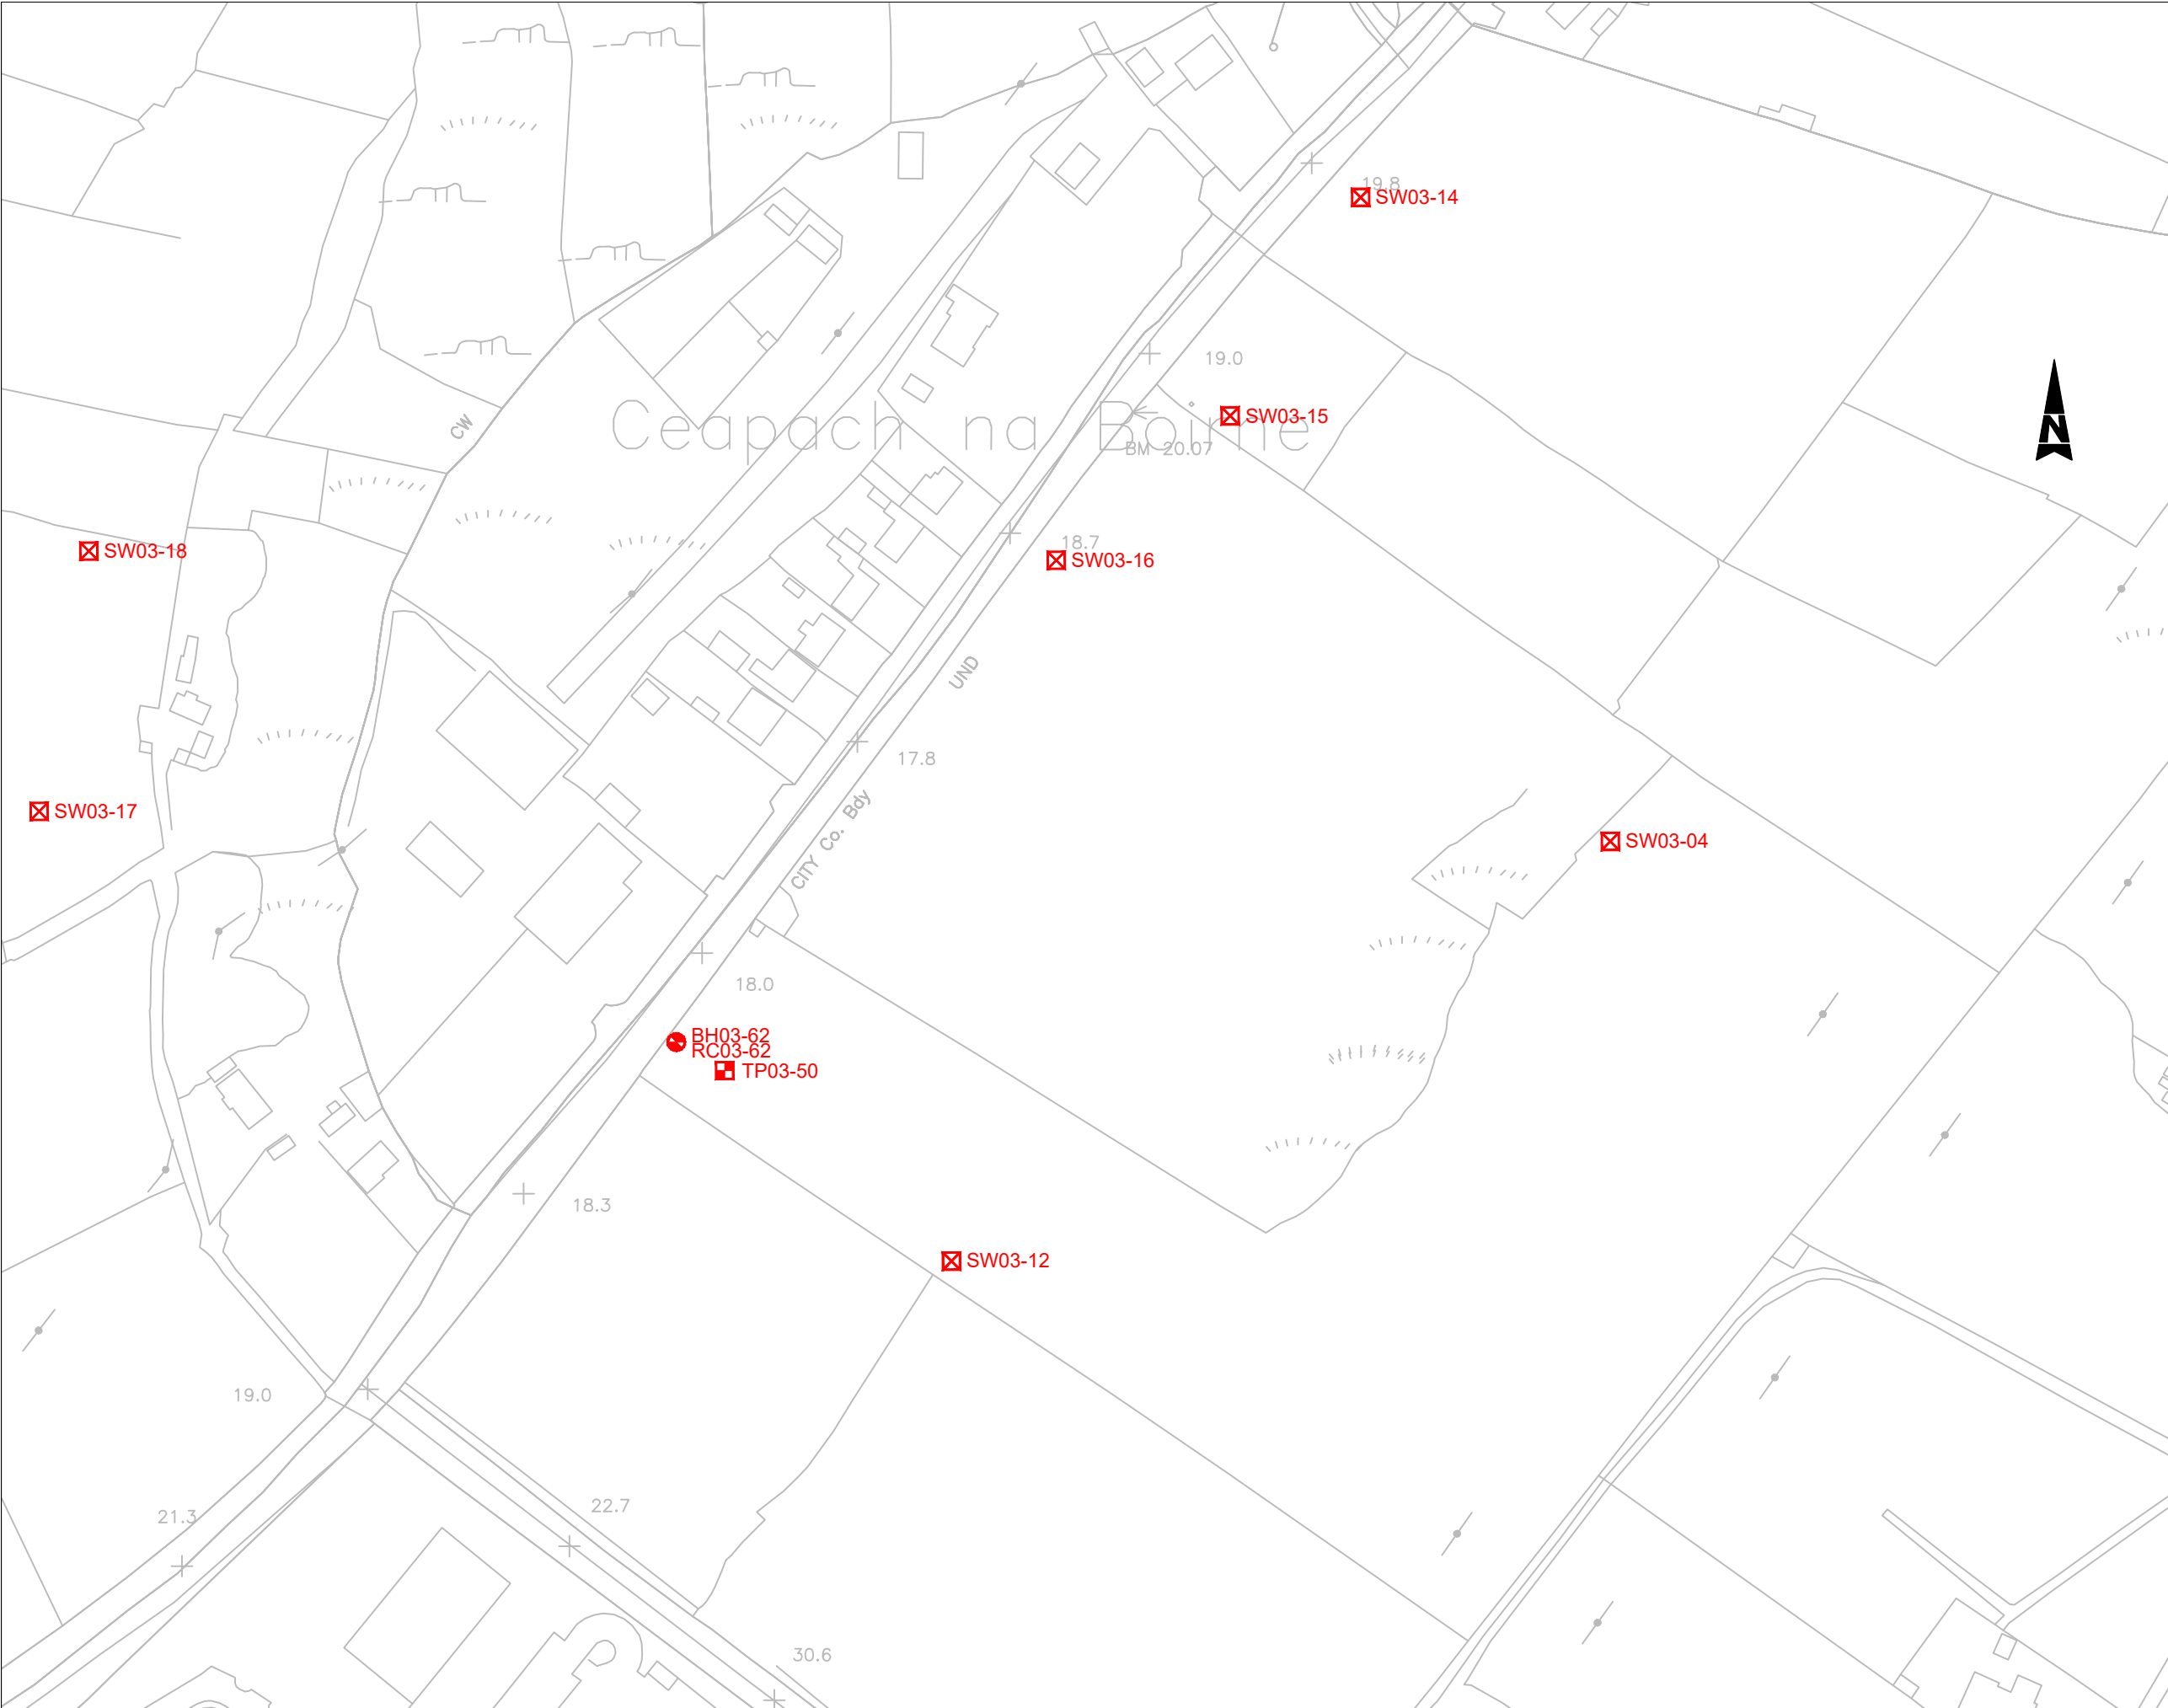 19.8
SW03-14
19.0
SW03-15
Ceapach na Boirne
BM 20.07
CW
N
18.7
SW03-16
SW03-18
UND
17.8
CITY Co. Bdy
SW03-17
SW03-04
18.0
BH03-62
RC03-62
TP03-50
18.3
SW03-12
19.0
22.7
21.3
30.6